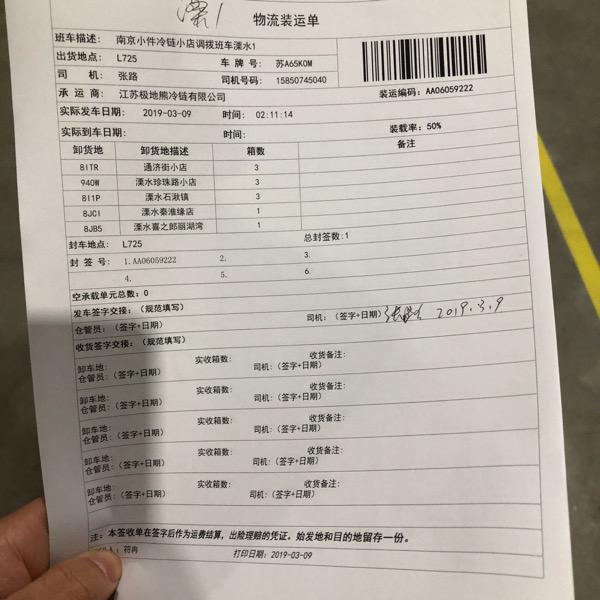 溧1
物流装运单
班车描述: 南京小件冷链小店调拨班车溧水1
出货地点: L725 车 牌 号: 苏A65K0M
司 机: 张路 司机号码: 15850745040
承 运 商: 江苏极地熊冷链有限公司 装运编码: AA06059222
实际发车日期: 2019-03-09 时间: 02:11:14
实际到车日期: 时间: 装载率: 50%
卸货地 卸货地描述 箱数 备注
8ITR 通济街小店 3
940W 溧水珍珠路小店 3
8I1P 溧水石湫镇 3
8JCI 溧水秦淮缘店 1
8JB5 溧水喜之郎丽湖湾 1
封车地点: L725 总封签数:1
封 签 号: 1.AA06059222 2. 3.
4. 5. 6.
空承载单元总数: 0
发车签字交接: (规范填写)
仓管员: (签字+日期) 司机: (签字+日期) 2019.3.9
收货签字交接: (规范填写)
卸车地: 实收箱数: 收货备注:
仓管员: (签字+日期) 司机: (签字+日期)
卸车地: 实收箱数: 收货备注:
仓管员: (签字+日期) 司机: (签字+日期)
卸车地: 实收箱数: 收货备注:
仓管员: (签字+日期) 司机: (签字+日期)
卸车地: 实收箱数: 收货备注:
仓管员: (签字+日期) 司机: (签字+日期)
卸车地: 实收箱数: 收货备注:
仓管员: (签字+日期) 司机: (签字+日期)
注: 本签收单在签字后作为运费结算, 出险理赔的凭证。始发地和目的地留存一份。
人: 符冉 打印日期: 2019-03-09